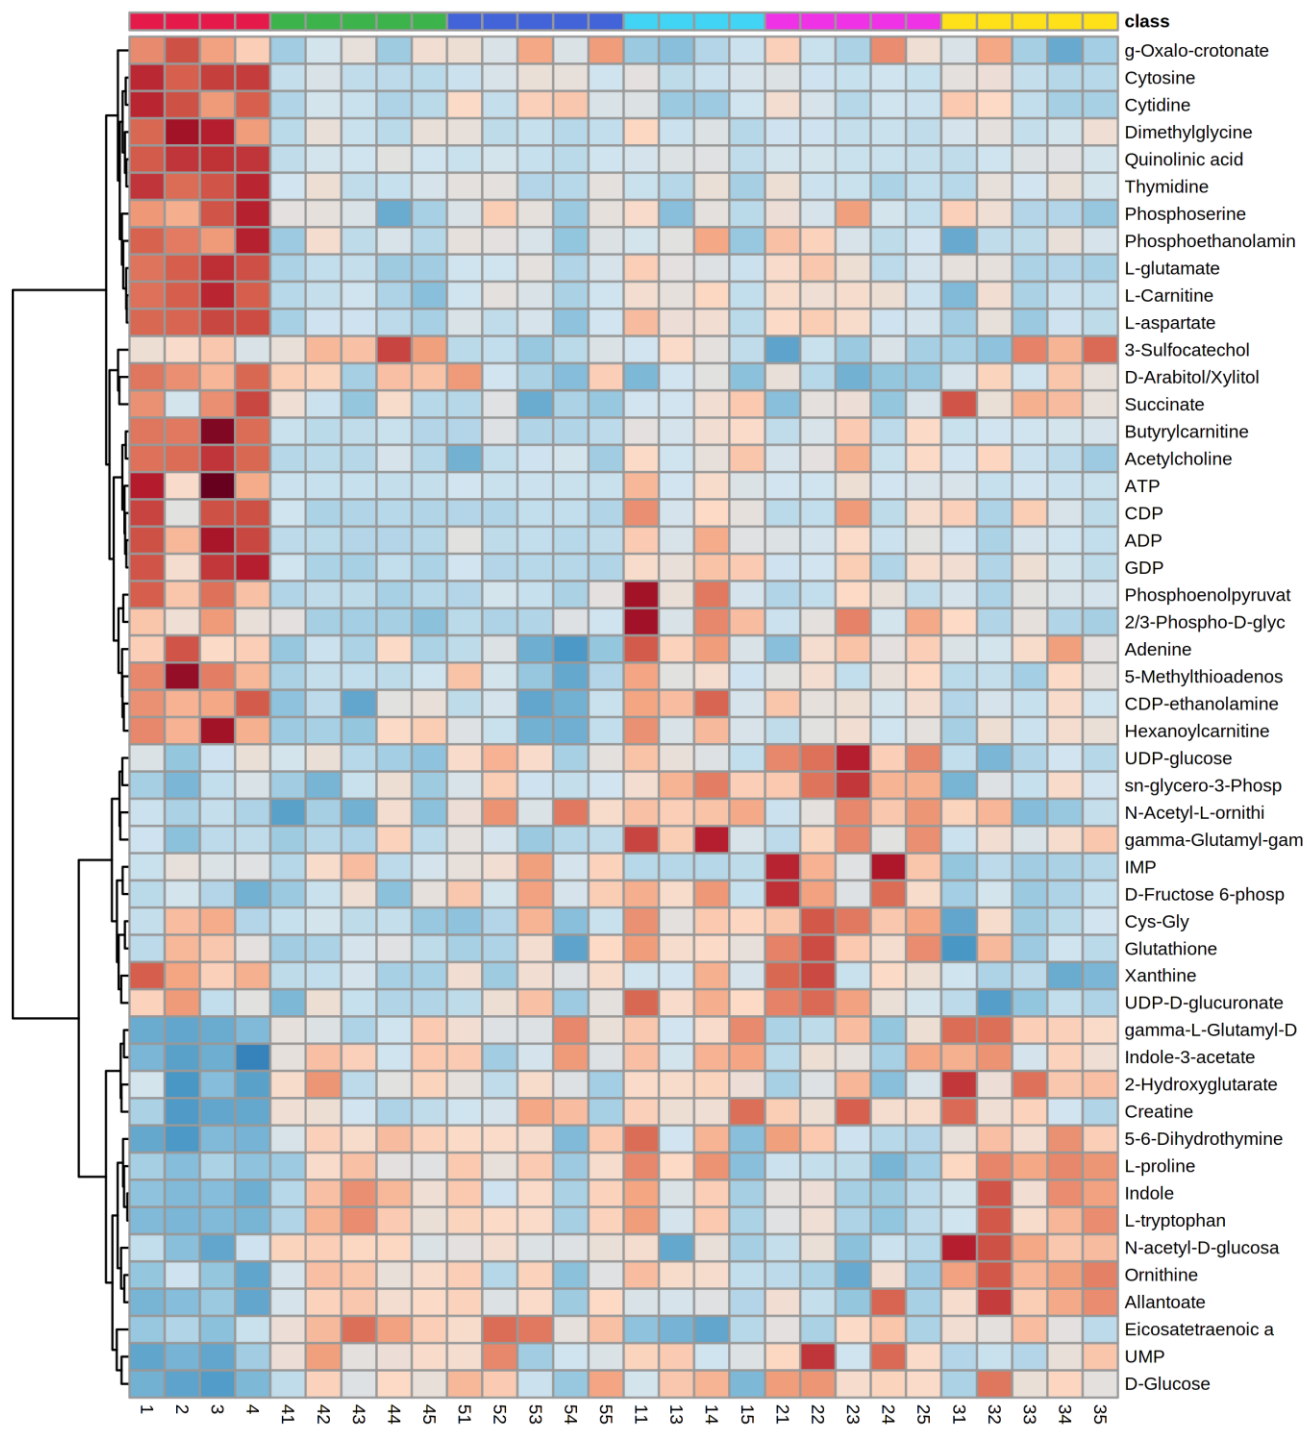 class
g-Oxalo-crotonate
Cytosine
Cytidine
Dimethylglycine
Quinolinic acid
Thymidine
Phosphoserine
Phosphoethanolamin
L-glutamate
L-Carnitine
L-aspartate
3-Sulfocatechol
D-Arabitol/Xylitol
Succinate
Butyrylcarnitine
Acetylcholine
ATP
CDP
ADP
GDP
Phosphoenolpyruvat
2/3-Phospho-D-glyc
Adenine
5-Methylthioadenos
CDP-ethanolamine
Hexanoylcarnitine
UDP-glucose
sn-glycero-3-Phosp
N-Acetyl-L-ornithi
gamma-Glutamyl-gam
IMP
D-Fructose 6-phosp
Cys-Gly
Glutathione
Xanthine
UDP-D-glucuronate
gamma-L-Glutamyl-D
Indole-3-acetate
2-Hydroxyglutarate
Creatine
5-6-Dihydrothymine
L-proline
Indole
L-tryptophan
N-acetyl-D-glucosa
Ornithine
Allantoate
Eicosatetraenoic a
UMP
D-Glucose
1 2 3 4 41 42 43 44 45 51 52 53 54 55 11 13 14 15 21 22 23 24 25 31 32 33 34 35